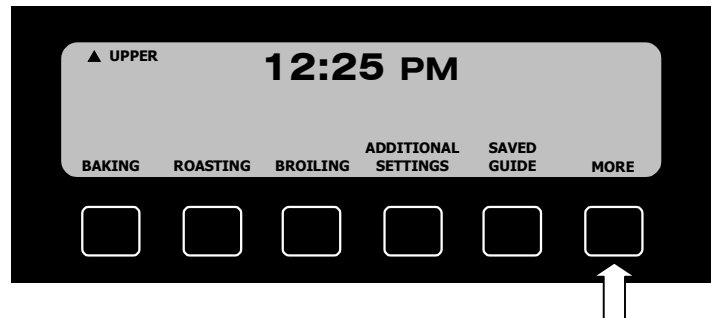 ▲ UPPER 12:25 PM
BAKING ROASTING BROILING ADDITIONAL SETTINGS SAVED GUIDE MORE